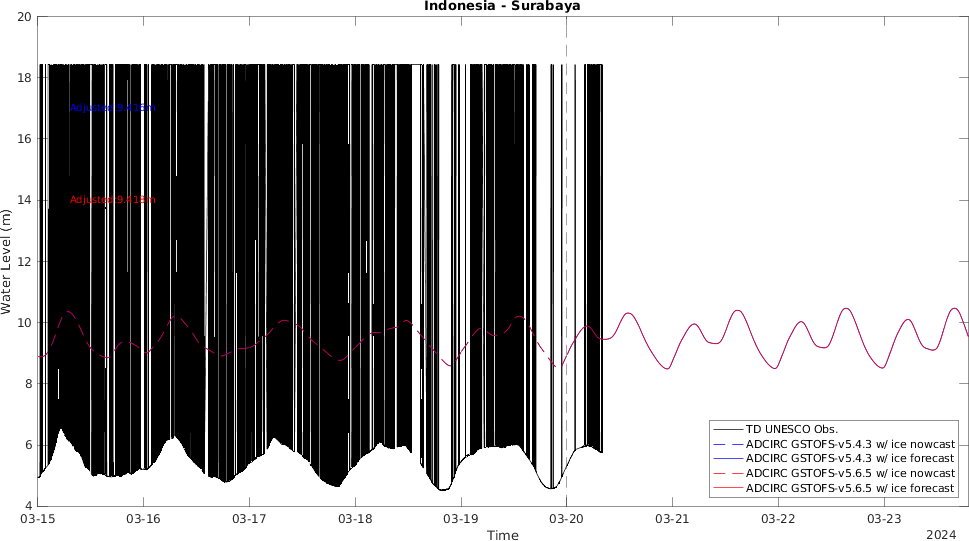 Indonesia - Surabaya
20
18
16
14
12
10
8
6
4
Water Level (m)
Adjusted 9.416m
Adjusted 9.416m
TD UNESCO Obs.
ADCIRC GSTOFS-v5.4.3 w/ ice nowcast
ADCIRC GSTOFS-v5.4.3 w/ ice forecast
ADCIRC GSTOFS-v5.6.5 w/ ice nowcast
ADCIRC GSTOFS-v5.6.5 w/ ice forecast
03-15
03-16
03-17
03-18
03-19
03-20
03-21
03-22
03-23
Time
2024